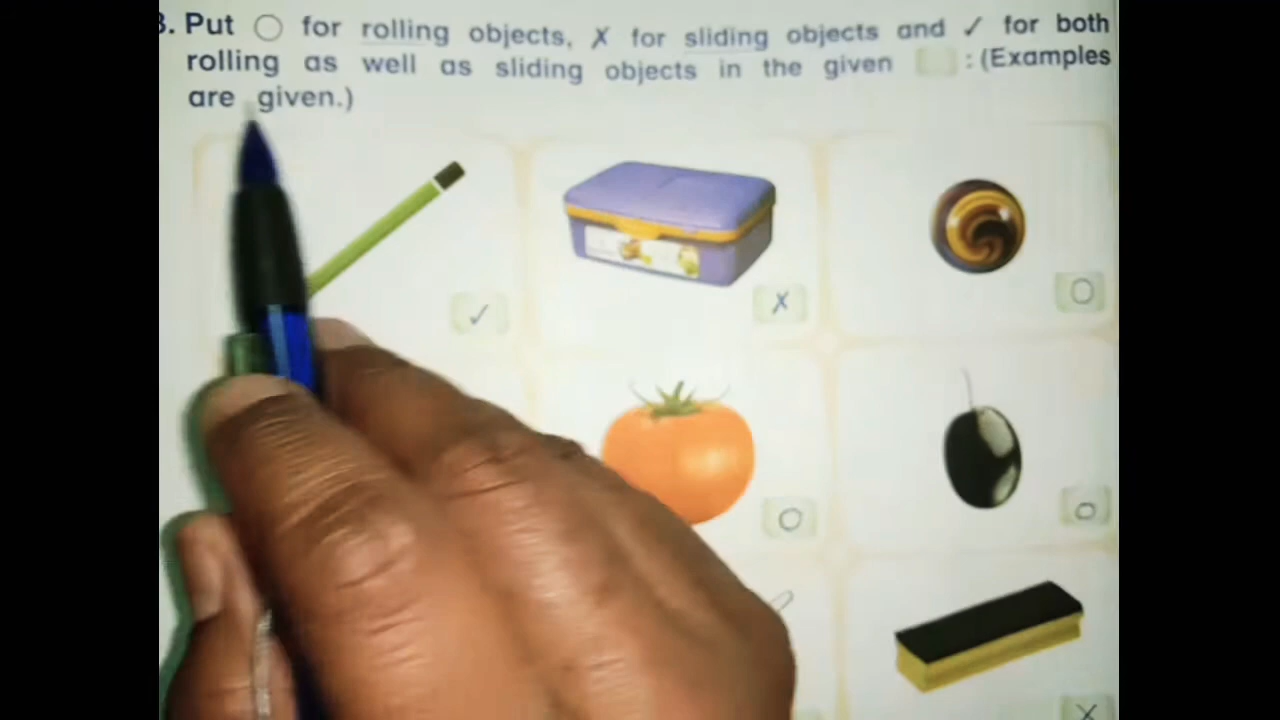 3. Put ○ for rolling objects, ✗ for sliding objects and ✓ for both
rolling as well as sliding objects in the given : (Examples
are given.)
✓
✗
○
○
○
✗